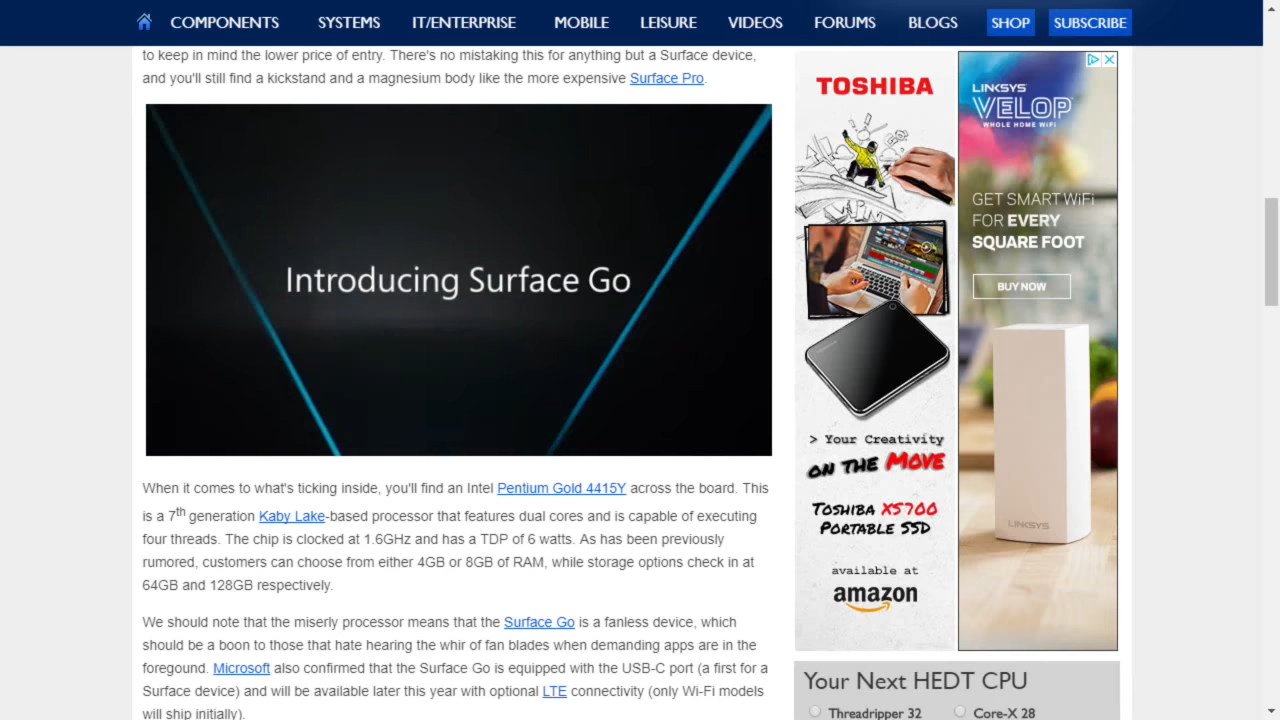 COMPONENTS SYSTEMS IT/ENTERPRISE MOBILE LEISURE VIDEOS FORUMS BLOGS SHOP SUBSCRIBE
to keep in mind the lower price of entry. There's no mistaking this for anything but a Surface device,
and you'll still find a kickstand and a magnesium body like the more expensive Surface Pro.
Introducing Surface Go
When it comes to what's ticking inside, you'll find an Intel Pentium Gold 4415Y across the board. This
is a 7th generation Kaby Lake-based processor that features dual cores and is capable of executing
four threads. The chip is clocked at 1.6GHz and has a TDP of 6 watts. As has been previously
rumored, customers can choose from either 4GB or 8GB of RAM, while storage options check in at
64GB and 128GB respectively.
We should note that the miserly processor means that the Surface Go is a fanless device, which
should be a boon to those that hate hearing the whir of fan blades when demanding apps are in the
foregound. Microsoft also confirmed that the Surface Go is equipped with the USB-C port (a first for a
Surface device) and will be available later this year with optional LTE connectivity (only Wi-Fi models
will ship initially).
TOSHIBA
> Your Creativity
ON THE MOVE
TOSHIBA XS700
PORTABLE SSD
available at
amazon
LINKSYS
VELOP
WHOLE HOME WiFi
GET SMART WiFi
FOR EVERY
SQUARE FOOT
BUY NOW
LINKSYS
Your Next HEDT CPU
Threadripper 32
Core-X 28